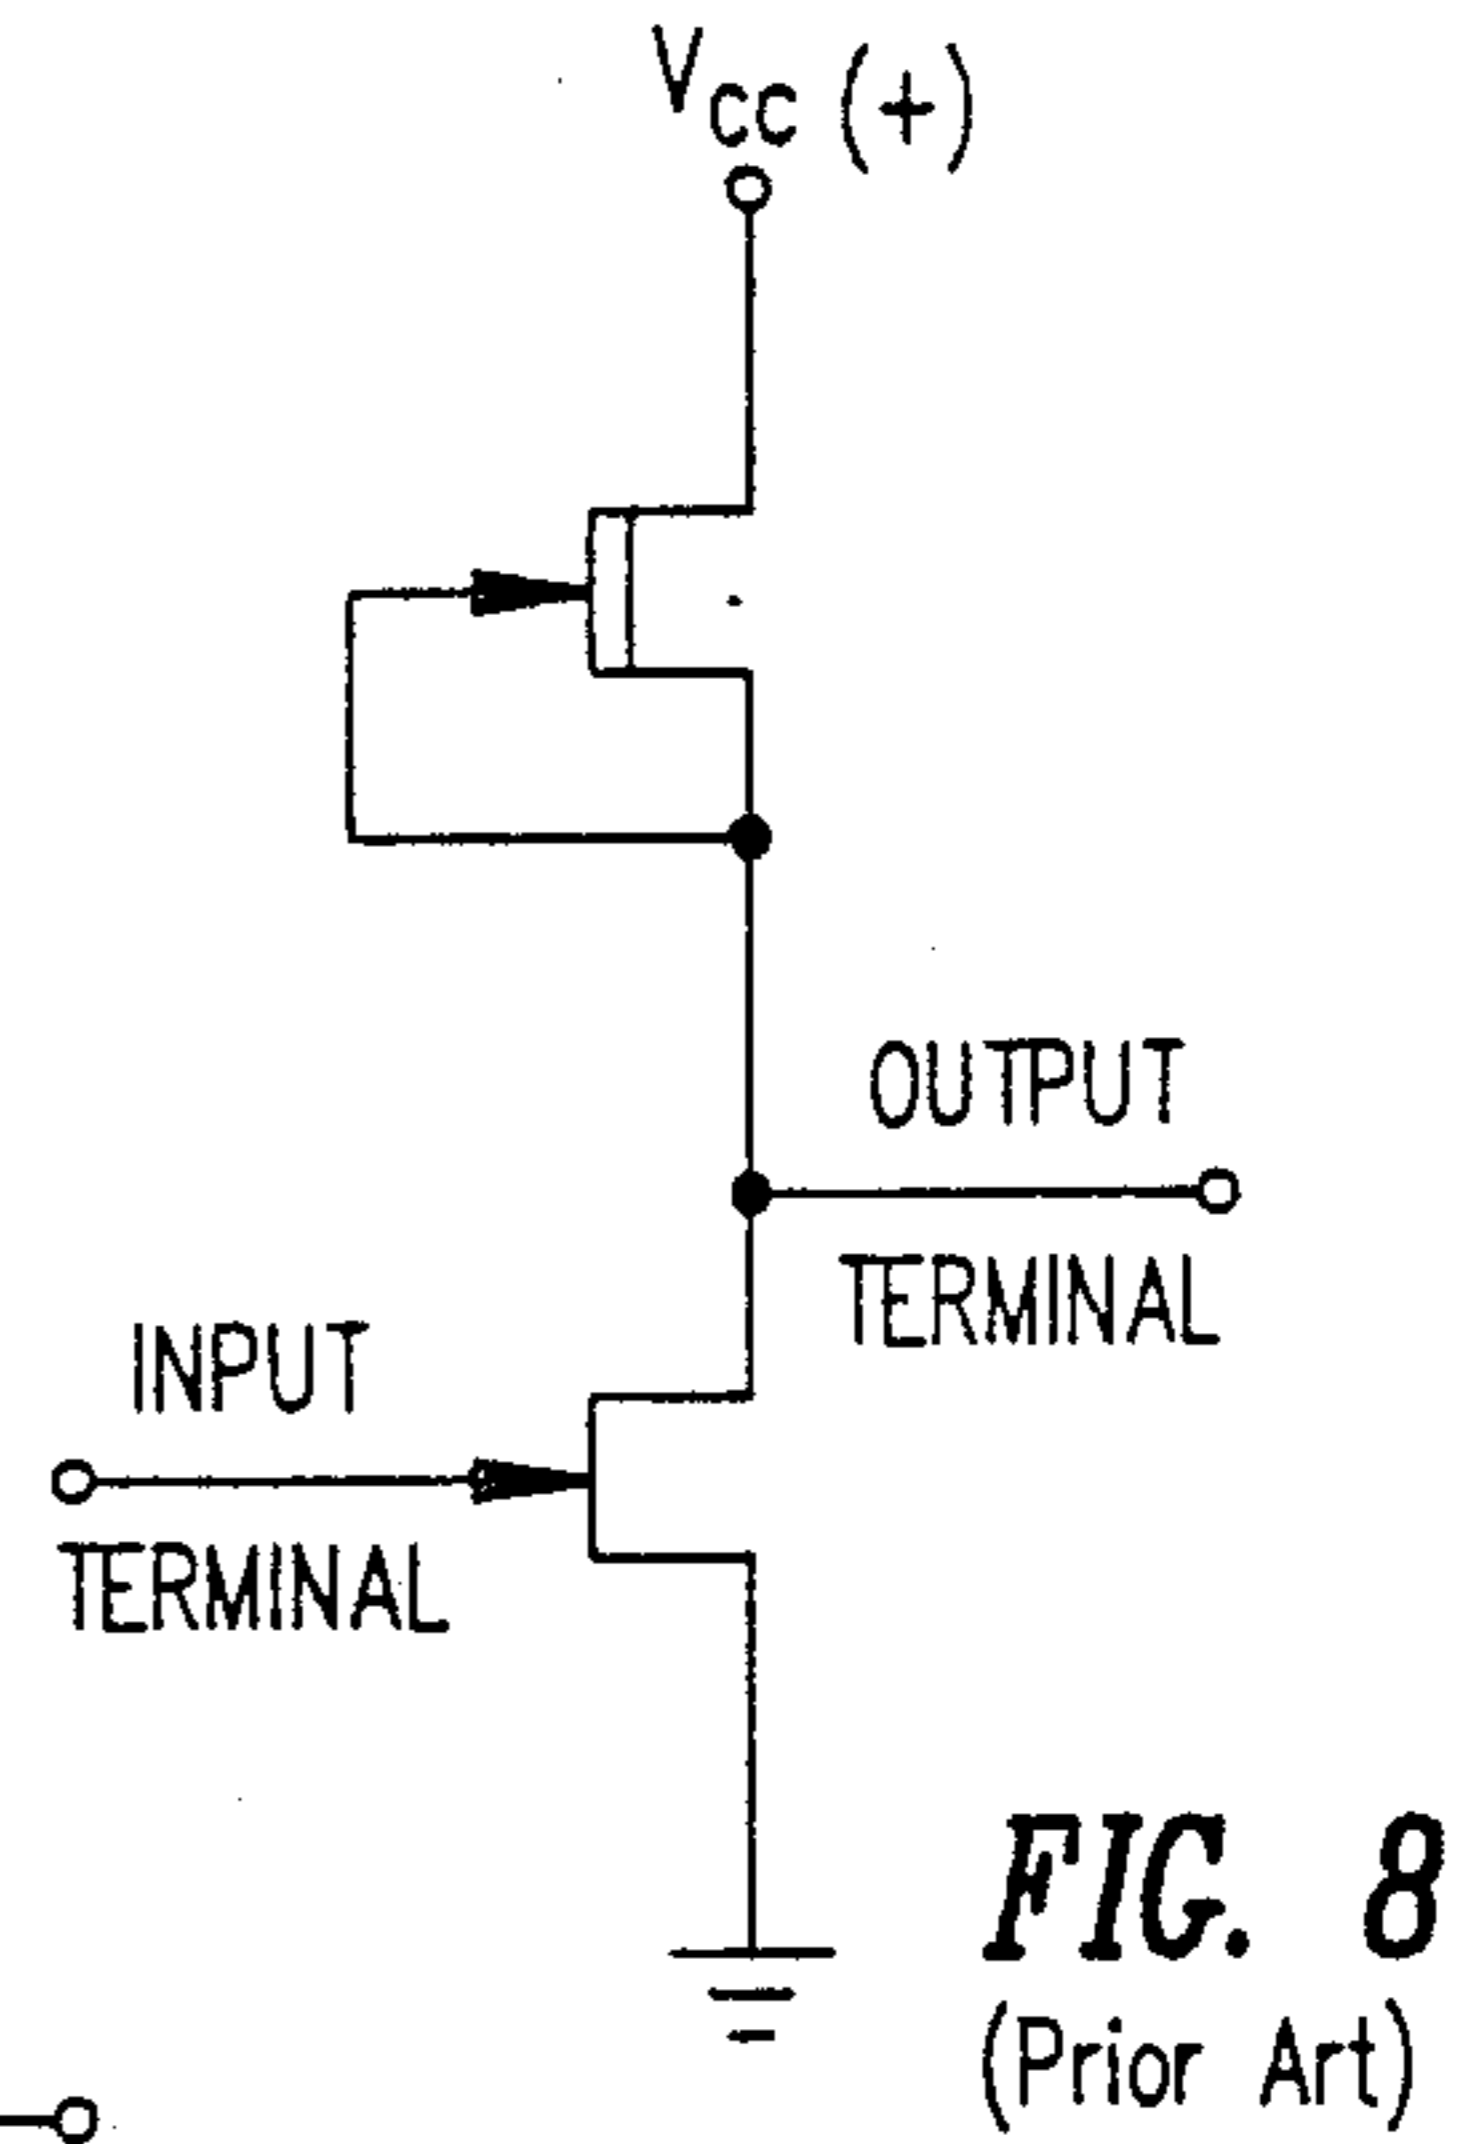 VCC (+)
OUTPUT
TERMINAL
INPUT
TERMINAL
FIG. 8
(Prior Art)